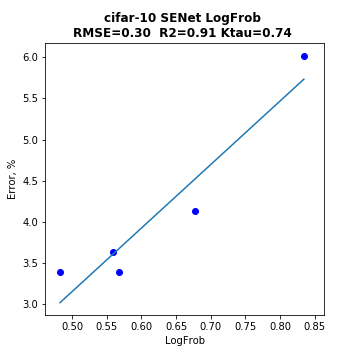 cifar-10 SENet LogFrob
RMSE=0.30 R2=0.91 Ktau=0.74
6.0
5.5
5.0
4.5
4.0
3.5
3.0
Error, %
0.50 0.55 0.60 0.65 0.70 0.75 0.80 0.85
LogFrob